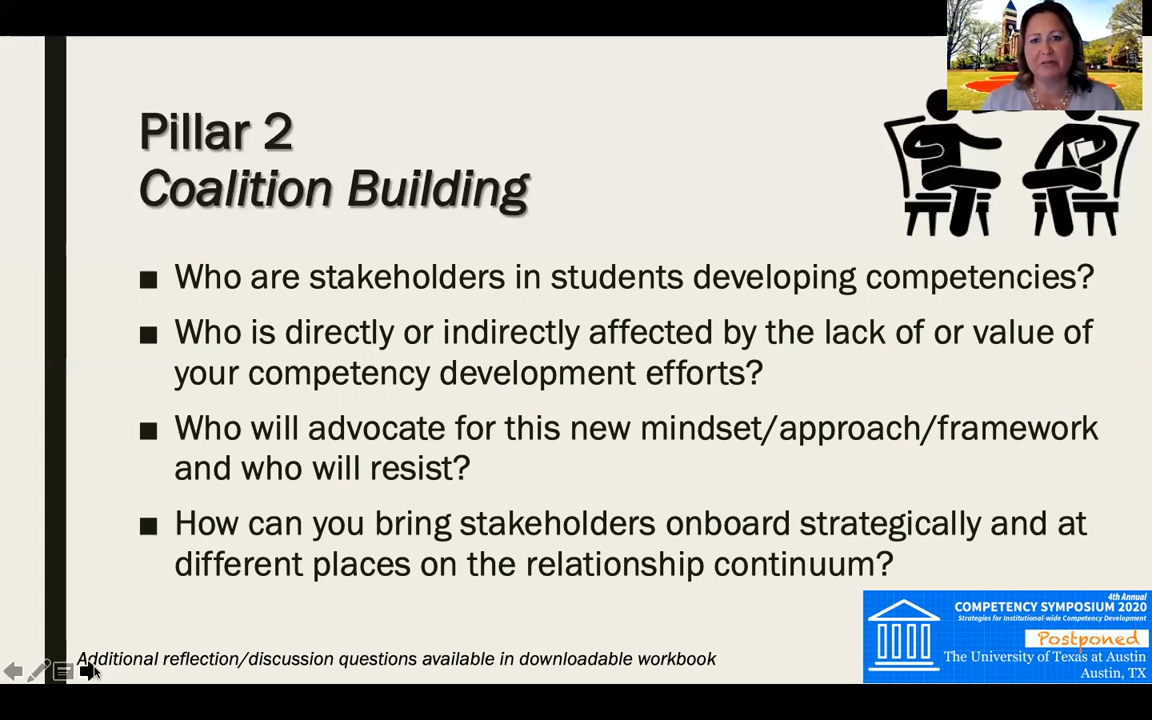 Pillar 2
Coalition Building
■ Who are stakeholders in students developing competencies?
■ Who is directly or indirectly affected by the lack of or value of
your competency development efforts?
■ Who will advocate for this new mindset/approach/framework
and who will resist?
■ How can you bring stakeholders onboard strategically and at
different places on the relationship continuum?
Additional reflection/discussion questions available in downloadable workbook
4th Annual
COMPETENCY SYMPOSIUM 2020
Strategies for Institutional-wide Competency Development
Postponed
The University of Texas at Austin
Austin, TX